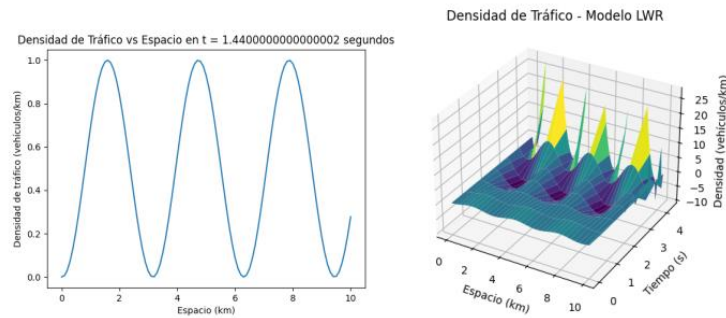 Densidad de Tráfico vs Espacio en t = 1.4400000000000002 segundos
Densidad de tráfico (vehículos/km)
1.0
0.8
0.6
0.4
0.2
0.0
0 2 4 6 8 10
Espacio (km)
Densidad de Tráfico - Modelo LWR
25
20
15
10
5
0
-5
-10
Densidad (vehículos/km)
0 2 4 6 8 10
Espacio (km)
0 1 2 3 4
Tiempo (s)